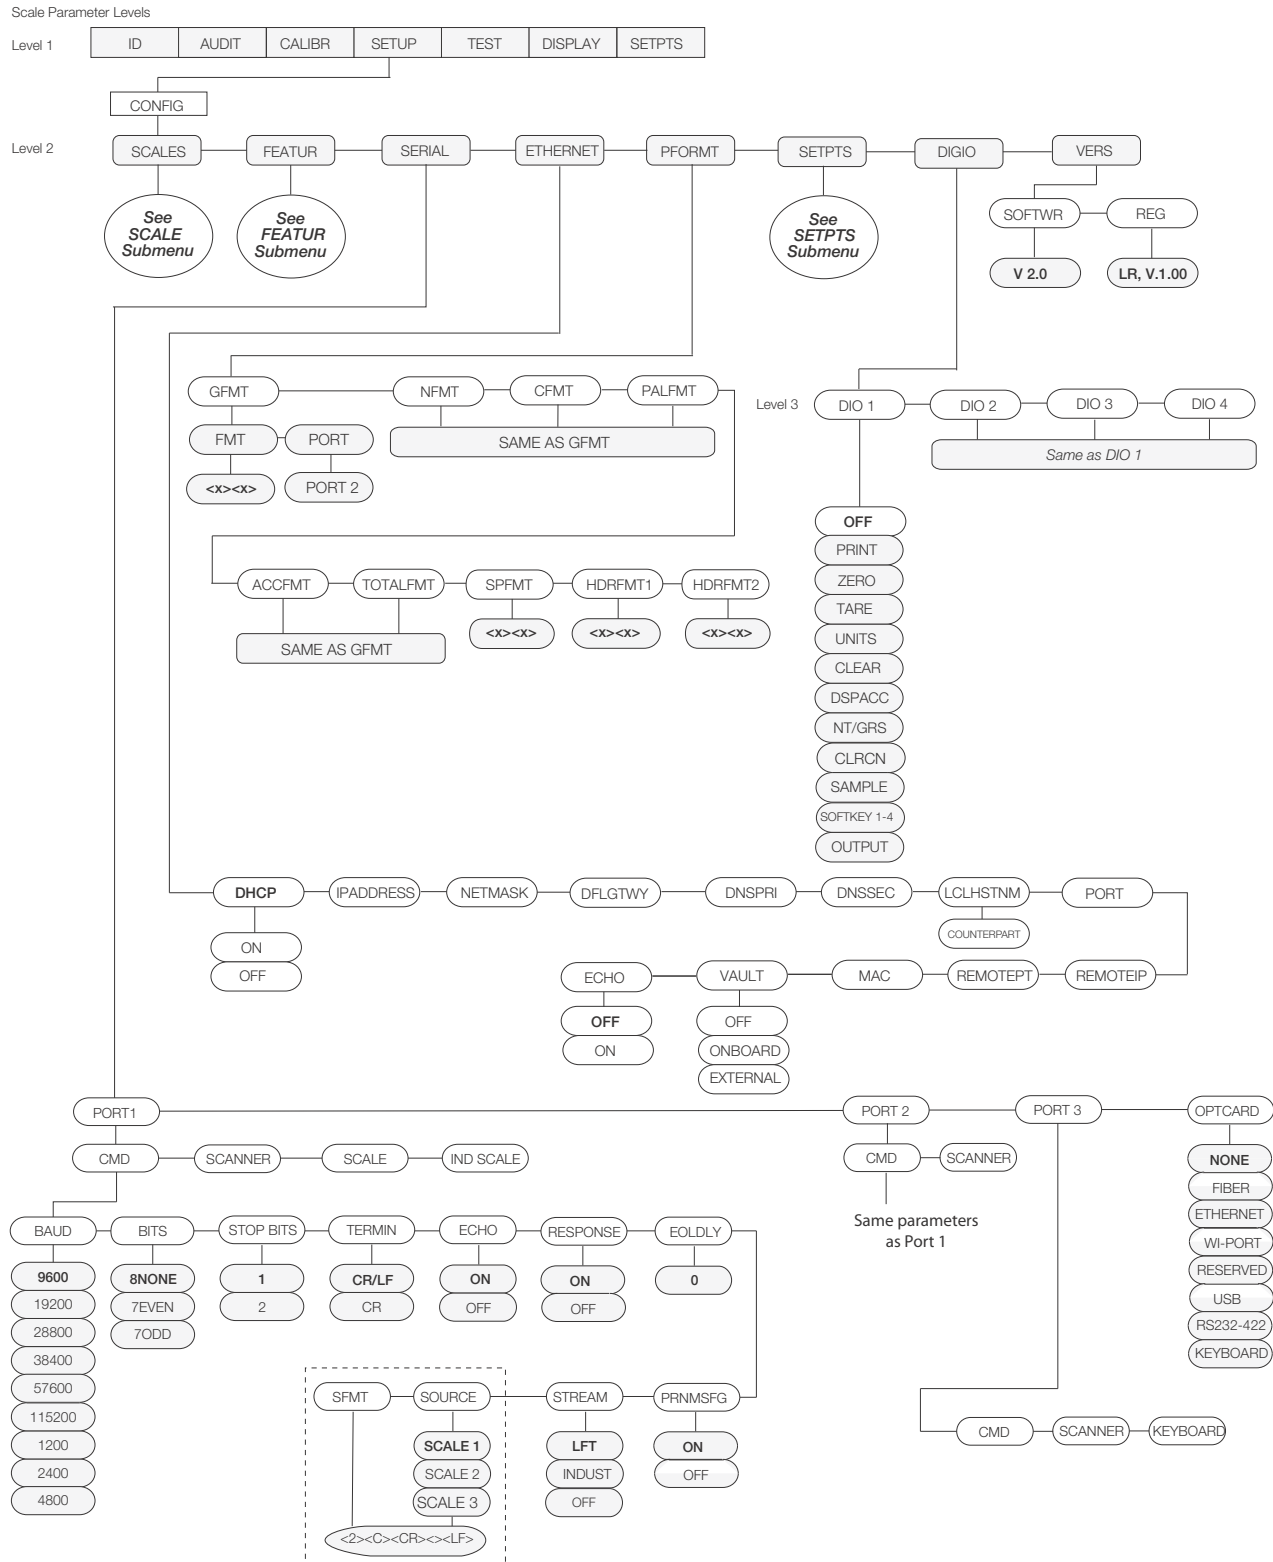 Scale Parameter Levels
Level 1
ID AUDIT CALIBR SETUP TEST DISPLAY SETPTS
CONFIG
Level 2
SCALES FEATUR SERIAL ETHERNET PFORMT SETPTS DIGIO VERS
See
SCALE
Submenu
See
FEATUR
Submenu
See
SETPTS
Submenu
SOFTWR REG
V 2.0 LR, V.1.00
GFMT NFMT CFMT PALFMT
FMT PORT
SAME AS GFMT
<x><x> PORT 2
Level 3
DIO 1 DIO 2 DIO 3 DIO 4
Same as DIO 1
OFF
PRINT
ZERO
TARE
UNITS
CLEAR
DSPACC
NT/GRS
CLRCN
SAMPLE
SOFTKEY 1-4
OUTPUT
ACCFMT TOTALFMT SPFMT HDRFMT1 HDRFMT2
SAME AS GFMT
<x><x> <x><x> <x><x>
DHCP IPADDRESS NETMASK DFLGTWY DNSPRI DNSSEC LCLHSTNM PORT
ON
OFF
COUNTERPART
ECHO VAULT MAC REMOTEPT REMOTEIP
OFF
ON
OFF
ONBOARD
EXTERNAL
PORT1 PORT 2 PORT 3 OPTCARD
CMD SCANNER SCALE IND SCALE
CMD SCANNER
Same parameters
as Port 1
NONE
FIBER
ETHERNET
WI-PORT
RESERVED
USB
RS232-422
KEYBOARD
BAUD BITS STOP BITS TERMIN ECHO RESPONSE EOLDLY
9600
19200
28800
38400
57600
115200
1200
2400
4800
8NONE
7EVEN
7ODD
1
2
CR/LF
CR
ON
OFF
ON
OFF
0
SFMT SOURCE STREAM PRNMSFG
SCALE 1
SCALE 2
SCALE 3
<2><C><CR><><LF>
LFT
INDUST
OFF
ON
OFF
CMD SCANNER KEYBOARD